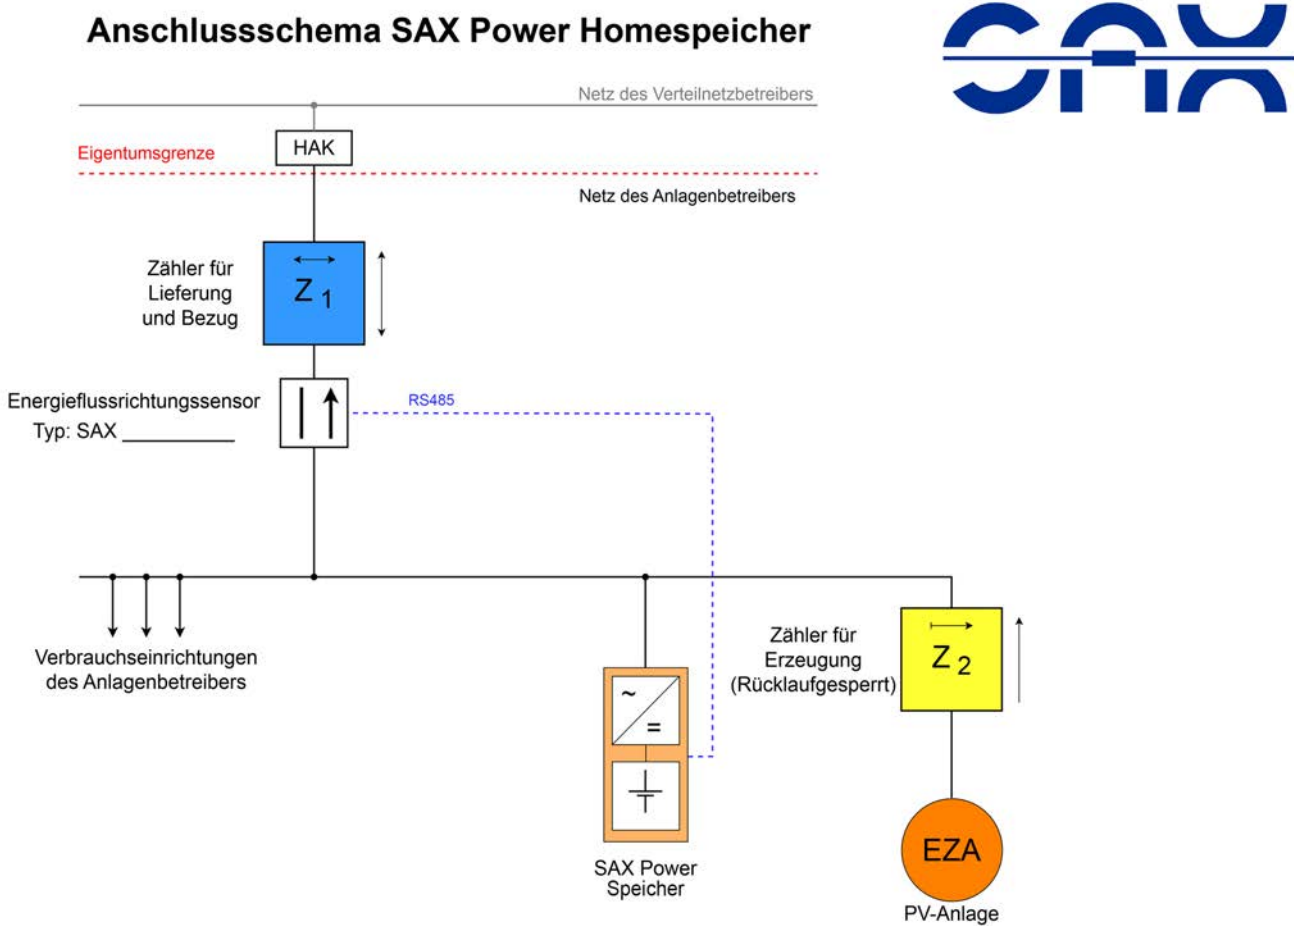 Anschlussschema SAX Power Homespeicher
SAX
Netz des Verteilnetzbetreibers
HAK
Eigentumsgrenze
Netz des Anlagenbetreibers
Zähler für
Lieferung
und Bezug
Z 1
Energieflussrichtungssensor
Typ: SAX ___________
RS485
Verbrauchseinrichtungen
des Anlagenbetreibers
Zähler für
Erzeugung
(Rücklaufgesperrt)
Z 2
~
=
SAX Power
Speicher
EZA
PV-Anlage